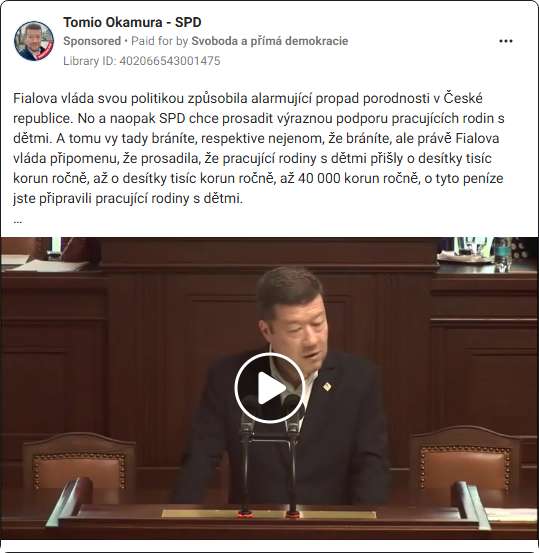 Tomio Okamura - SPD
Sponsored • Paid for by Svoboda a přímá demokracie
Library ID: 402066543001475
Fialova vláda svou politikou způsobila alarmující propad porodnosti v České
republice. No a naopak SPD chce prosadit výraznou podporu pracujících rodin s
dětmi. A tomu vy tady bráníte, respektive nejenom, že bráníte, ale právě Fialova
vláda připomenu, že prosadila, že pracující rodiny s dětmi přišly o desítky tisíc
korun ročně, až o desítky tisíc korun ročně, až 40 000 korun ročně, o tyto peníze
jste připravili pracující rodiny s dětmi.
...